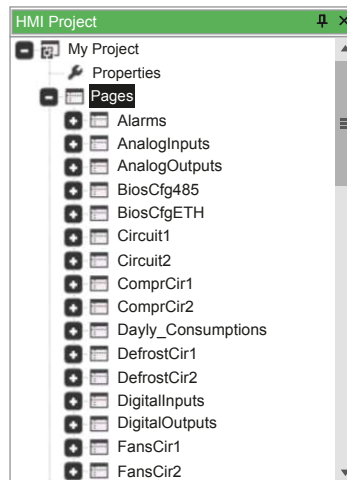 HMI Project
My Project
Properties
Pages
Alarms
AnalogInputs
AnalogOutputs
BiosCfg485
BiosCfgETH
Circuit1
Circuit2
ComprCir1
ComprCir2
Dayly_Consumptions
DefrostCir1
DefrostCir2
DigitalInputs
DigitalOutputs
FansCir1
FansCir2